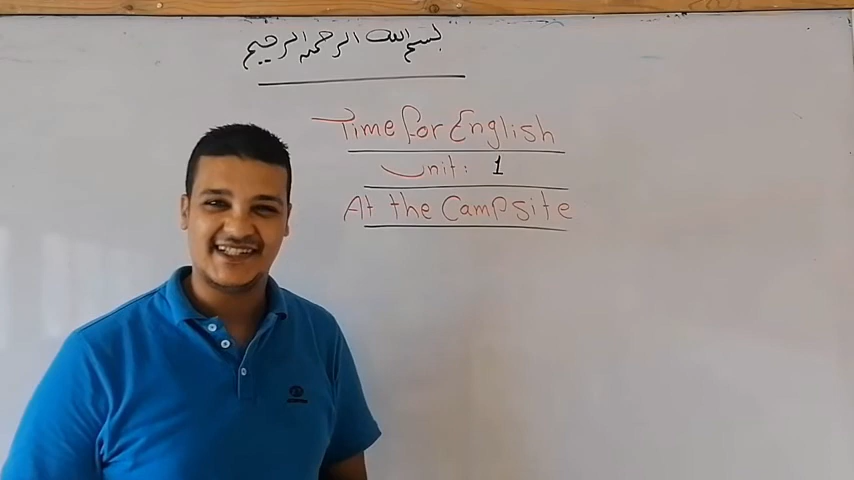 بسم الله الرحمن الرحيم
Time for English
Unit: 1
At the Campsite